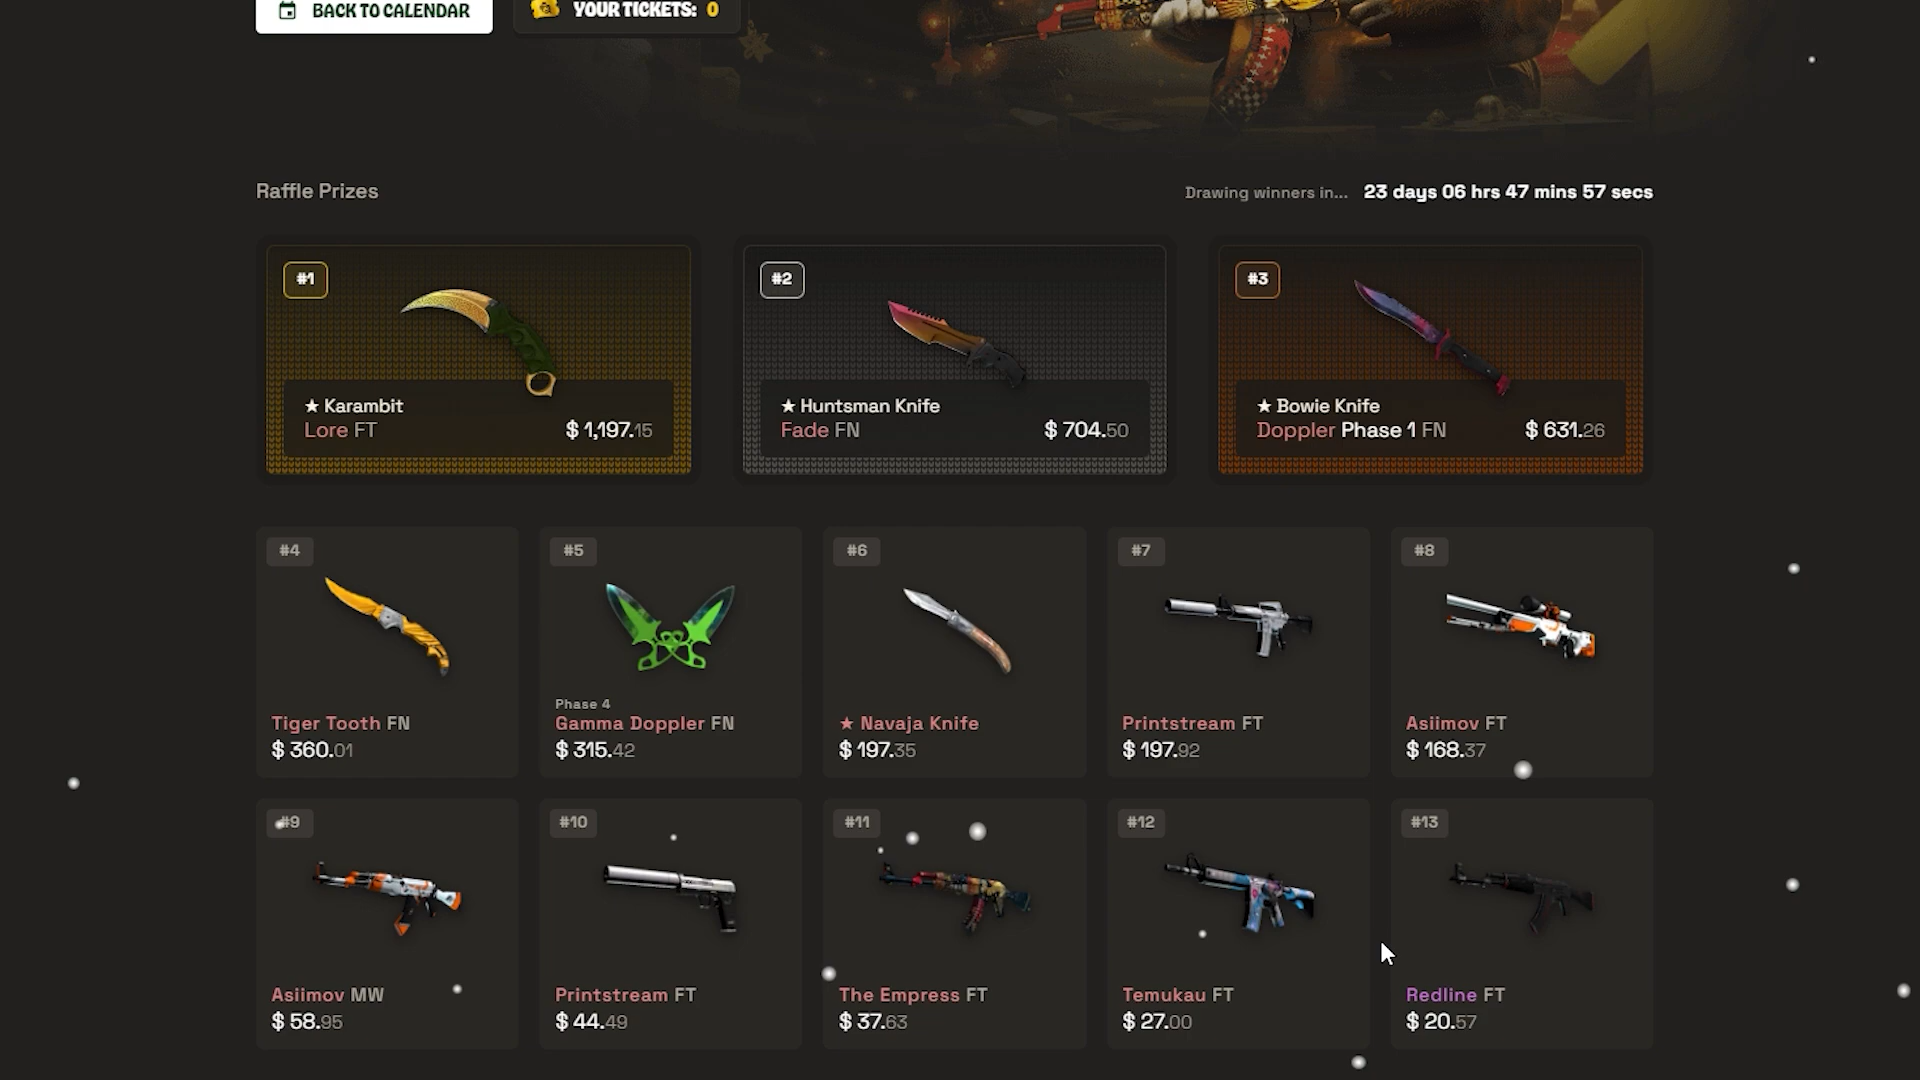 BACK TO CALENDAR
YOUR TICKETS: 0
Raffle Prizes
Drawing winners in... 23 days 06 hrs 47 mins 57 secs
#1
★ Karambit
Lore FT
$ 1,197.15
#2
★ Huntsman Knife
Fade FN
$ 704.50
#3
★ Bowie Knife
Doppler Phase 1 FN
$ 631.26
#4
Tiger Tooth FN
$ 360.01
#5
Phase 4
Gamma Doppler FN
$ 315.42
#6
★ Navaja Knife
$ 197.35
#7
Printstream FT
$ 197.92
#8
Asiimov FT
$ 168.37
#9
Asiimov MW
$ 58.95
#10
Printstream FT
$ 44.49
#11
The Empress FT
$ 37.63
#12
Temukau FT
$ 27.00
#13
Redline FT
$ 20.57